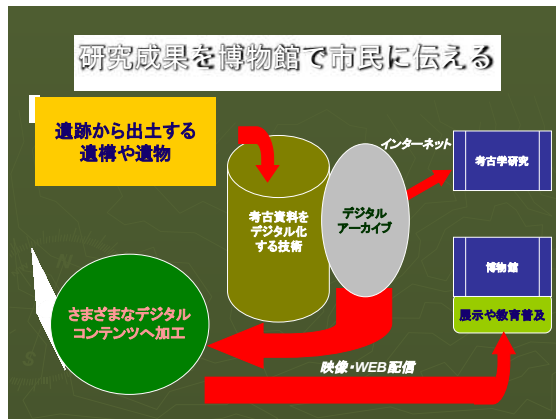 研究成果を博物館で市民に伝える
遺跡から出土する
遺構や遺物
インターネット
考古学研究
考古資料を
デジタル化
する技術
デジタル
アーカイブ
博物館
展示や教育普及
さまざまなデジタル
コンテンツへ加工
映像・WEB配信
N
S